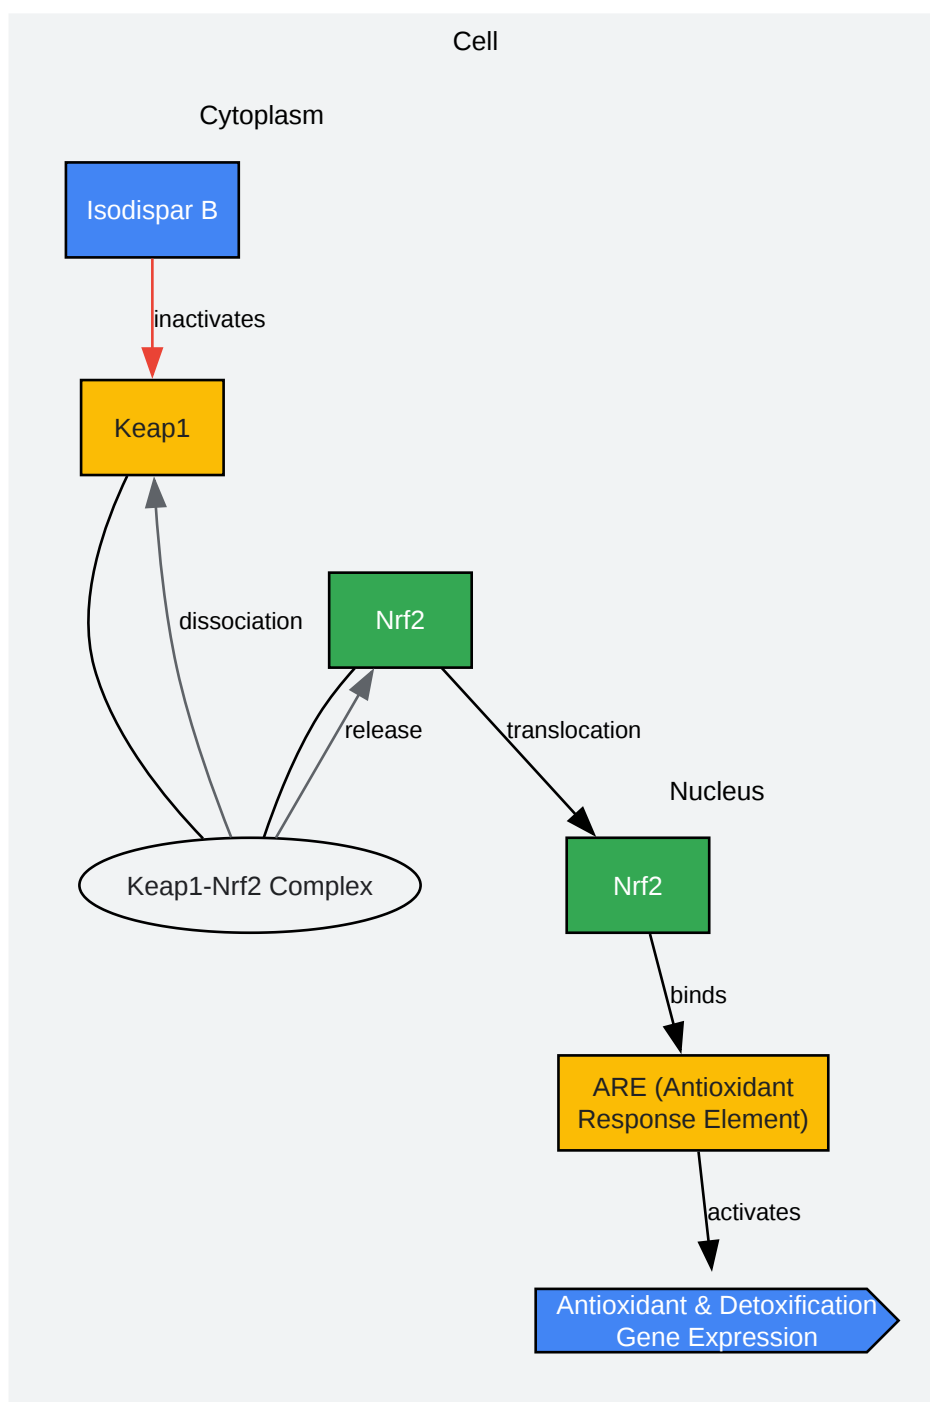 Cell
Cytoplasm
Isodispar B
inactivates
Keap1
dissociation
Nrf2
release
translocation
Nucleus
Keap1-Nrf2 Complex
Nrf2
binds
ARE (Antioxidant
Response Element)
activates
Antioxidant & Detoxification
Gene Expression